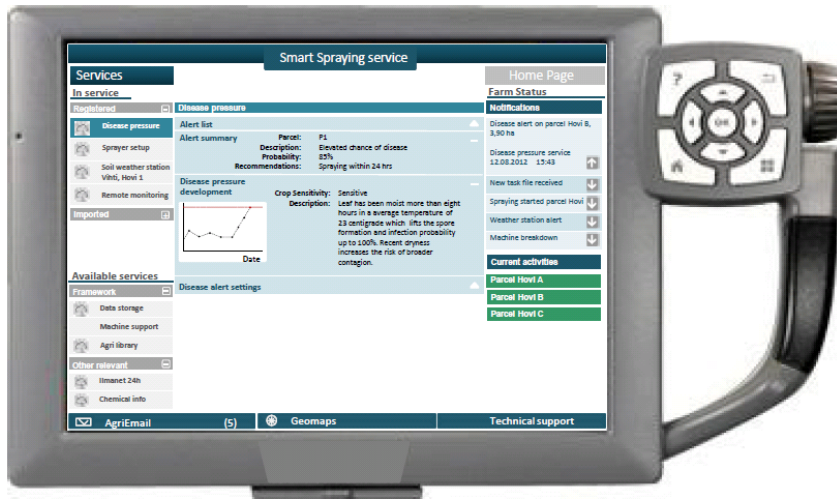 Smart Spraying service
Services
In service
Registered
Disease pressure
Sprayer setup
Soil weather station
Vihti, Hovi 1
Remote monitoring
Imported
Available services
Framework
Data storage
Machine support
Agri library
Other relevant
Ilmanet 24h
Chemical info
Disease pressure
Alert list
Alert summary
Parcel: P1
Description: Elevated chance of disease
Probability: 85%
Recommendations: Spraying within 24 hrs
Disease pressure
development
Crop Sensitivity: Sensitive
Description: Leaf has been moist more than eight
hours in a average temperature of
23 centigrade which lifts the spore
formation and infection probability
up to 100%. Recent dryness
increases the risk of broader
contagion.
Date
Disease alert settings
Home Page
Farm Status
Notifications
Disease alert on parcel Hovi B,
3,90 ha
Disease pressure service
12.08.2012 15:43
New task file received
Spraying started parcel Hovi
Weather station alert
Machine breakdown
Current activities
Parcel Hovi A
Parcel Hovi B
Parcel Hovi C
AgriEmail (5)
Geomaps
Technical support
?
OK